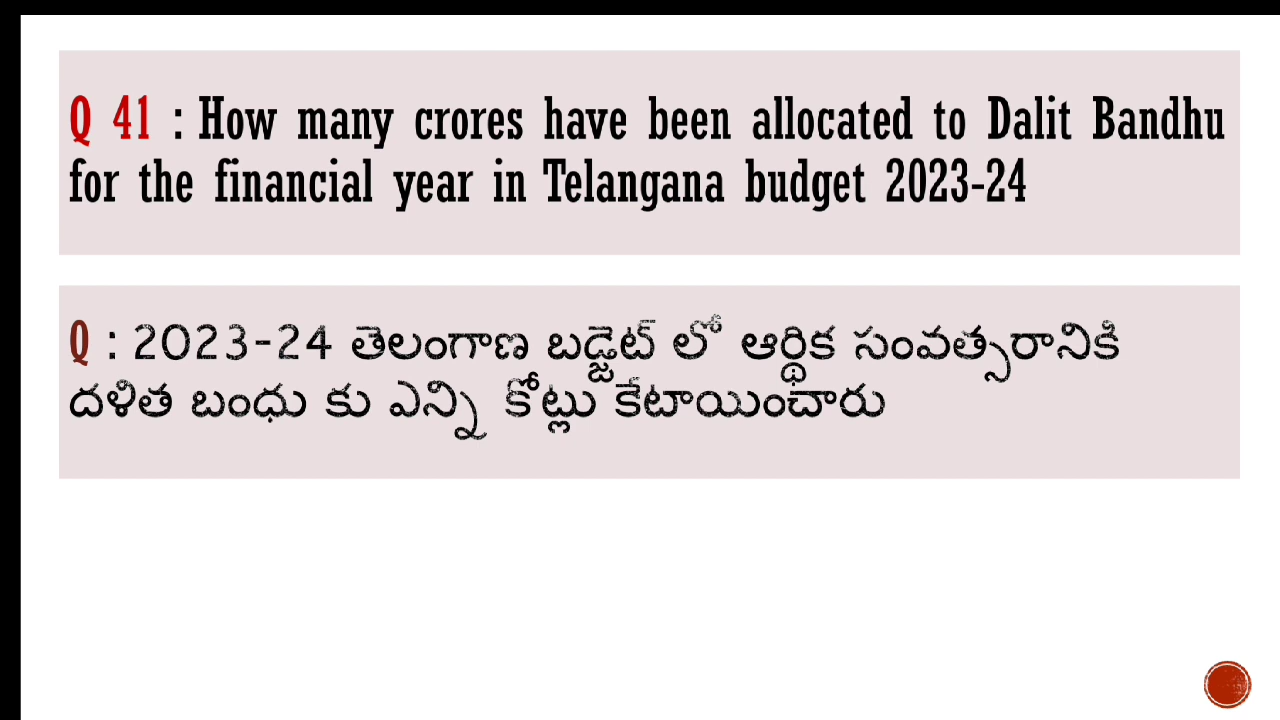 Q 41 : How many crores have been allocated to Dalit Bandhu
for the financial year in Telangana budget 2023-24
Q : 2023-24 తెలంగాణ బడ్జెట్ లో ఆర్థిక సంవత్సరానికి
దళిత బంధు కు ఎన్ని కోట్లు కేటాయించారు